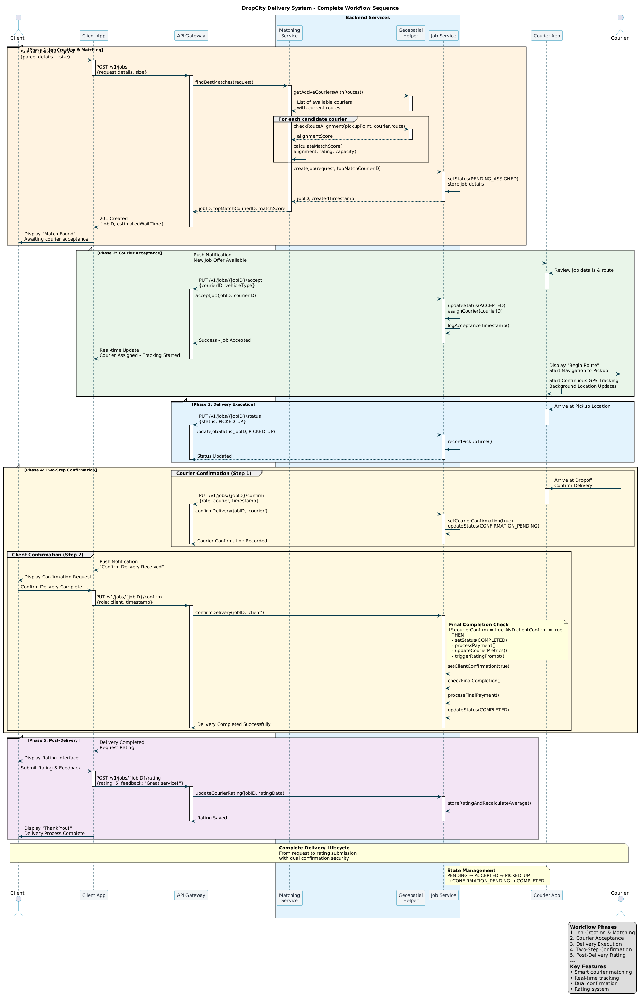 DropCity Delivery System - Complete Workflow Sequence
Backend Services
Client
Client App
API Gateway
Matching
Service
Geospatial
Helper
Job Service
Courier App
Courier
[Phase 1: Job Creation & Matching]
Submit delivery request
(parcel details + size)
POST /v1/jobs
{request details, size}
findBestMatches(request)
getActiveCouriersWithRoutes()
List of available couriers
with current routes
For each candidate courier
checkRouteAlignment(pickupPoint, courier.route)
alignmentScore
calculateMatchScore(
alignment, rating, capacity)
createJob(request, topMatchCourierID)
setStatus(PENDING_ASSIGNED)
store job details
jobID, createdTimestamp
jobID, topMatchCourierID, matchScore
201 Created
{jobID, estimatedWaitTime}
Display "Match Found"
Awaiting courier acceptance
[Phase 2: Courier Acceptance]
Push Notification
New Job Offer Available
Review job details & route
PUT /v1/jobs/{jobID}/accept
{courierID, vehicleType}
acceptJob(jobID, courierID)
updateStatus(ACCEPTED)
assignCourier(courierID)
logAcceptanceTimestamp()
Success - Job Accepted
Real-time Update
Courier Assigned - Tracking Started
Display "Begin Route"
Start Navigation to Pickup
Start Continuous GPS Tracking
Background Location Updates
[Phase 3: Delivery Execution]
Arrive at Pickup Location
PUT /v1/jobs/{jobID}/status
{status: PICKED_UP}
updateJobStatus(jobID, PICKED_UP)
recordPickupTime()
Status Updated
[Phase 4: Two-Step Confirmation]
Courier Confirmation (Step 1)
Arrive at Dropoff
Confirm Delivery
PUT /v1/jobs/{jobID}/confirm
{role: courier, timestamp}
confirmDelivery(jobID, 'courier')
setCourierConfirmation(true)
updateStatus(CONFIRMATION_PENDING)
Courier Confirmation Recorded
Client Confirmation (Step 2)
Push Notification
"Confirm Delivery Received"
Display Confirmation Request
Confirm Delivery Complete
PUT /v1/jobs/{jobID}/confirm
{role: client, timestamp}
confirmDelivery(jobID, 'client')
Final Completion Check
IF courierConfirm = true AND clientConfirm = true
THEN:
- setStatus(COMPLETED)
- processPayment()
- updateCourierMetrics()
- triggerRatingPrompt()
setClientConfirmation(true)
checkFinalCompletion()
processFinalPayment()
updateStatus(COMPLETED)
Delivery Completed Successfully
[Phase 5: Post-Delivery]
Delivery Completed
Request Rating
Display Rating Interface
Submit Rating & Feedback
POST /v1/jobs/{jobID}/rating
{rating: 5, feedback: "Great service!"}
updateCourierRating(jobID, ratingData)
storeRatingAndRecalculateAverage()
Rating Saved
Display "Thank You!"
Delivery Process Complete
Complete Delivery Lifecycle
From request to rating submission
with dual confirmation security
State Management
PENDING → ACCEPTED → PICKED_UP
→ CONFIRMATION_PENDING → COMPLETED
Client
Client App
API Gateway
Matching
Service
Geospatial
Helper
Job Service
Courier App
Courier
Workflow Phases
1. Job Creation & Matching
2. Courier Acceptance
3. Delivery Execution
4. Two-Step Confirmation
5. Post-Delivery Rating
---
Key Features
• Smart courier matching
• Real-time tracking
• Dual confirmation
• Rating system